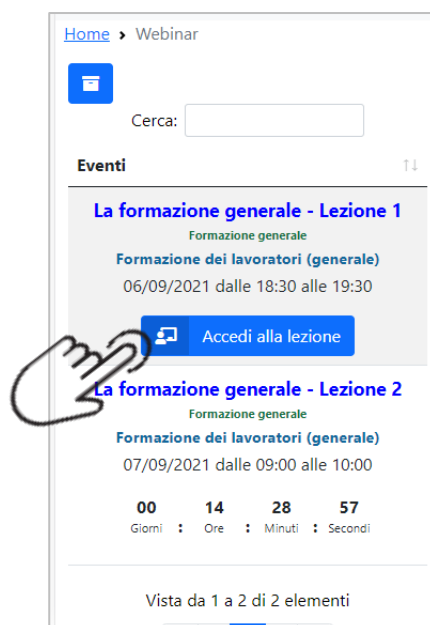 Home › Webinar
Cerca:
Eventi
La formazione generale - Lezione 1
Formazione generale
Formazione dei lavoratori (generale)
06/09/2021 dalle 18:30 alle 19:30
Accedi alla lezione
La formazione generale - Lezione 2
Formazione generale
Formazione dei lavoratori (generale)
07/09/2021 dalle 09:00 alle 10:00
00 14 28 57
Giorni : Ore : Minuti : Secondi
Vista da 1 a 2 di 2 elementi